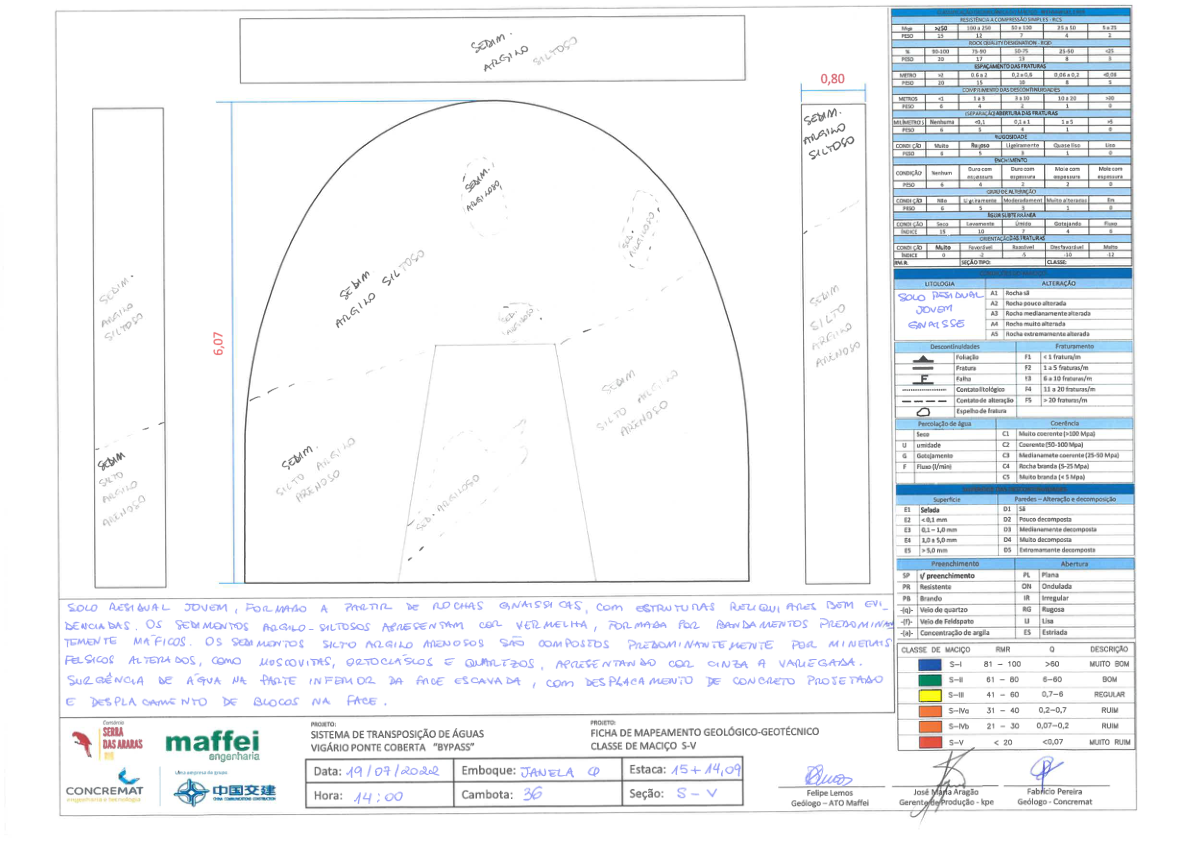 SEDIM.
ARGILO SILTOSO
0,80
SEDIM.
ARGILO
SILTOSO
SEDIM.
ARGILOSO
SED.
ARGILOSO
SEDIM
ARGILO SILTOSO
SEDIM.
ARGILO
SILTOSO
6,07
SED.
ARGILOSO
SEDIM
SILTO
ARGILO
ARENOSO
SEDIM
SILTO ARGILO
ARENOSO
SEDIM
SILTO
ARGILO
ARENOSO
SEDIM.
SILTO ARGILO
ARENOSO
SED. ARGILOSO
RESISTÊNCIA A COMPRESSÃO SIMPLES - RCS
Mpa >250 100 a 250 50 a 100 25 a 50 5 a 25
PESO 15 12 7 4 2
ROCK QUALITY DESIGNATION - RQD
% 90-100 75-90 50-75 25-50 <25
PESO 20 17 13 8 3
ESPAÇAMENTO DAS FRATURAS
METRO >2 0,6 a 2 0,2 a 0,6 0,06 a 0,2 <0,06
PESO 20 15 10 8 5
COMPRIMENTO DAS DESCONTINUIDADES
METROS <1 1 a 3 3 a 10 10 a 20 >20
PESO 6 4 2 1 0
(SEPARAÇÃO) ABERTURA DAS FRATURAS
MILÍMETROS Nenhuma <0,1 0,1 a 1 1 a 5 >5
PESO 6 5 4 1 0
RUGOSIDADE
CONDIÇÃO Muito Rugoso Ligeiramente Quase liso Liso
PESO 6 5 3 1 0
ENCHIMENTO
CONDIÇÃO Nenhum Duro com espessura Duro com espessura Mole com espessura Mole com espessura
PESO 6 4 2 2 0
GRAU DE ALTERAÇÃO
CONDIÇÃO Não Ligeiramente Moderadament Muito alteradas Em
PESO 6 5 3 1 0
ÁGUA SUBTERRÂNEA
CONDIÇÃO Seco Levemente Úmido Gotejando Fluxo
ÍNDICE 15 10 7 4 0
ORIENTAÇÃO DAS FRATURAS
CONDIÇÃO Muito Favorável Razoável Desfavorável Muito
ÍNDICE 0 -2 -5 -10 -12
RMR: SEÇÃO TIPO: CLASSE:
LITOLOGIA ALTERAÇÃO
SOLO RESIDUAL
JOVEM
GNAISSE
A1 Rocha sã
A2 Rocha pouco alterada
A3 Rocha medianamente alterada
A4 Rocha muito alterada
A5 Rocha extremamente alterada
Descontinuidades Fraturamento
Foliação F1 < 1 fratura/m
Fratura F2 1 a 5 fraturas/m
F Falha F3 6 a 10 fraturas/m
Contato litológico F4 11 a 20 fraturas/m
Contato de alteração F5 > 20 fraturas/m
Espelho de fratura
Percolação de Água Coerência
Seco C1 Muito coerente (>100 Mpa)
U umidade C2 Coerente (50-100 Mpa)
G Gotejamento C3 Medianamete coerente (25-50 Mpa)
F Fluxo (l/min) C4 Rocha branda (5-25 Mpa)
C5 Muito branda (< 5 Mpa)
Superfície Paredes – Alteração e decomposição
E1 Selada D1 Sã
E2 < 0,1 mm D2 Pouco decomposta
E3 0,1 – 1,0 mm D3 Medianamente decomposta
E4 1,0 a 5,0 mm D4 Muito decomposta
E5 > 5,0 mm D5 Extremamante decomposta
Preenchimento Abertura
SP s/ preenchimento PL Plana
PR Resistente ON Ondulada
PB Brando IR Irregular
-(q)- Veio de quartzo RG Rugosa
-(f)- Veio de Feldspato LI Lisa
-(a)- Concentração de argila ES Estriada
CLASSE DE MACIÇO RMR Q DESCRIÇÃO
S-I 81 - 100 >60 MUITO BOM
S-II 61 - 80 6-60 BOM
S-III 41 - 60 0,7-6 REGULAR
S-IVa 31 - 40 0,2-0,7 RUIM
S-IVb 21 - 30 0,07-0,2 RUIM
S-V < 20 <0,07 MUITO RUIM
SOLO RESIDUAL JOVEM, FORMADO A PARTIR DE ROCHAS GNAISSICAS, COM ESTRUTURAS RELIQUIARES BEM EVI-
DENCIADAS. OS SEDIMENTOS ARGILO-SILTOSOS APRESENTAM COR VERMELHA, FORMADA POR BANDAMENTOS PREDOMINAN
TEMENTE MÁFICOS. OS SEDIMENTOS SILTO ARGILO ARENOSOS SÃO COMPOSTOS PREDOMINANTEMENTE POR MINERAIS
FELSICOS ALTERADOS, COMO MOSCOVITAS, ORTOCLÁSIOS E QUARTZOS, APRESENTANDO COR CINZA A VARIEGADA.
SURGÊNCIA DE ÁGUA NA PARTE INFERIOR DA FACE ESCAVADA, COM DESPLACAMENTO DE CONCRETO PROJETADO
E DESPLACAMENTO DE BLOCOS NA FACE.
Consórcio
SERRA
DAS ARARAS
maffei
engenharia
CONCREMAT
engenharia e tecnologia
Uma empresa do grupo
中国交建
CHINA COMMUNICATIONS CONSTRUCTION
PROJETO:
SISTEMA DE TRANSPOSIÇÃO DE ÁGUAS
VIGÁRIO PONTE COBERTA "BYPASS"
PROJETO:
FICHA DE MAPEAMENTO GEOLÓGICO-GEOTÉCNICO
CLASSE DE MACIÇO S-V
Data: 19/07/2022 Emboque: JANELA Φ Estaca: 15+14,09
Hora: 14:00 Cambota: 36 Seção: S-V
Felipe Lemos
Geólogo – ATO Maffei
José Maria Aragão
Gerente de Produção - kpe
Fabrício Pereira
Geólogo - Concremat